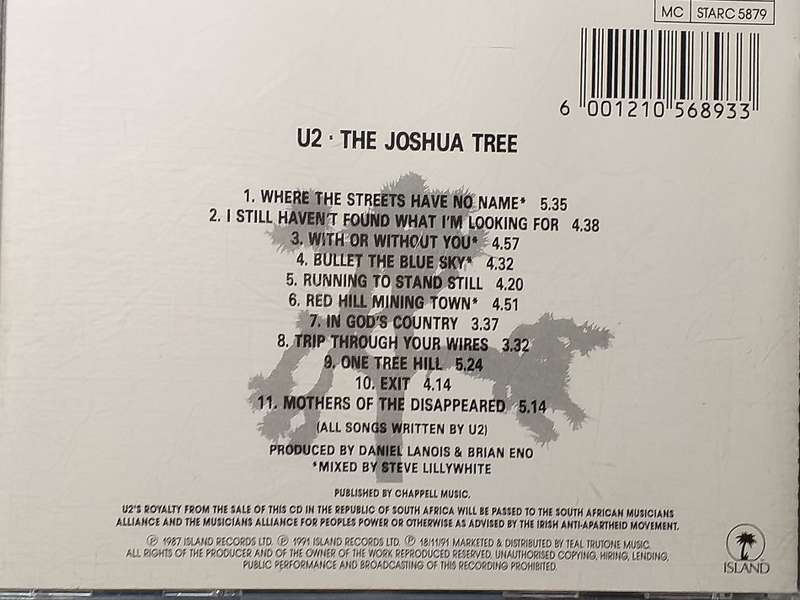 MC STARC 5879
6 001210 568933
U2 · THE JOSHUA TREE
1. WHERE THE STREETS HAVE NO NAME* 5.35
2. I STILL HAVEN'T FOUND WHAT I'M LOOKING FOR 4.38
3. WITH OR WITHOUT YOU* 4.57
4. BULLET THE BLUE SKY* 4.32
5. RUNNING TO STAND STILL 4.20
6. RED HILL MINING TOWN* 4.51
7. IN GOD'S COUNTRY 3.37
8. TRIP THROUGH YOUR WIRES 3.32
9. ONE TREE HILL 5.24
10. EXIT 4.14
11. MOTHERS OF THE DISAPPEARED 5.14
(ALL SONGS WRITTEN BY U2)
PRODUCED BY DANIEL LANOIS & BRIAN ENO
*MIXED BY STEVE LILLYWHITE
PUBLISHED BY CHAPPELL MUSIC.
U2'S ROYALTY FROM THE SALE OF THIS CD IN THE REPUBLIC OF SOUTH AFRICA WILL BE PASSED TO THE SOUTH AFRICAN MUSICIANS
ALLIANCE AND THE MUSICIANS ALLIANCE FOR PEOPLES POWER OR OTHERWISE AS ADVISED BY THE IRISH ANTI-APARTHEID MOVEMENT.
℗ 1987 ISLAND RECORDS LTD. ℗ 1991 ISLAND RECORDS LTD. ℗ 18/11/91 MARKETED & DISTRIBUTED BY TEAL TRUTONE MUSIC.
ALL RIGHTS OF THE PRODUCER AND OF THE OWNER OF THE WORK REPRODUCED RESERVED. UNAUTHORISED COPYING, HIRING, LENDING,
PUBLIC PERFORMANCE AND BROADCASTING OF THIS RECORDING PROHIBITED.
ISLAND